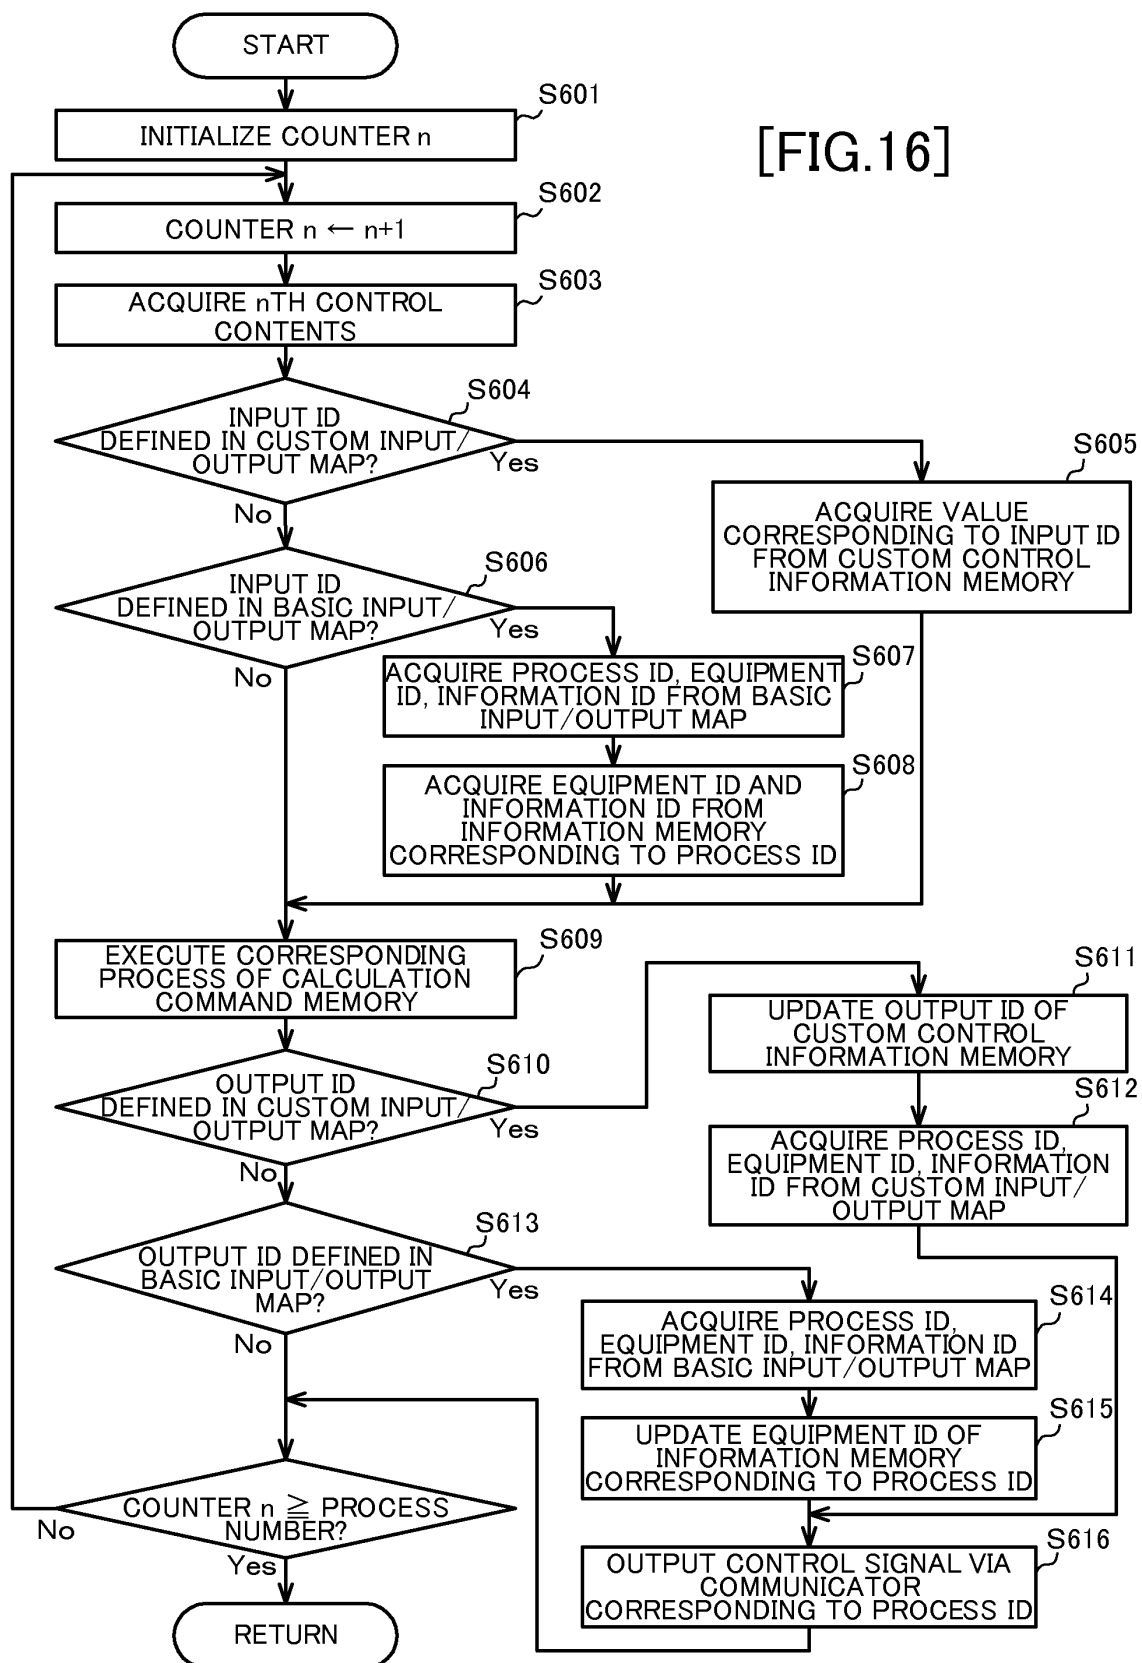 START
S601
INITIALIZE COUNTER n
[FIG.16]
S602
COUNTER n ← n+1
S603
ACQUIRE nTH CONTROL
CONTENTS
S604
INPUT ID
DEFINED IN CUSTOM INPUT/
OUTPUT MAP?
Yes
No
S605
ACQUIRE VALUE
CORRESPONDING TO INPUT ID
FROM CUSTOM CONTROL
INFORMATION MEMORY
S606
INPUT ID
DEFINED IN BASIC INPUT/
OUTPUT MAP?
Yes
No
S607
ACQUIRE PROCESS ID, EQUIPMENT
ID, INFORMATION ID FROM BASIC
INPUT/OUTPUT MAP
S608
ACQUIRE EQUIPMENT ID AND
INFORMATION ID FROM
INFORMATION MEMORY
CORRESPONDING TO PROCESS ID
S609
EXECUTE CORRESPONDING
PROCESS OF CALCULATION
COMMAND MEMORY
S610
OUTPUT ID
DEFINED IN CUSTOM INPUT/
OUTPUT MAP?
Yes
No
S611
UPDATE OUTPUT ID OF
CUSTOM CONTROL
INFORMATION MEMORY
S612
ACQUIRE PROCESS ID,
EQUIPMENT ID, INFORMATION
ID FROM CUSTOM INPUT/
OUTPUT MAP
S613
OUTPUT ID DEFINED IN
BASIC INPUT/OUTPUT
MAP?
Yes
No
S614
ACQUIRE PROCESS ID,
EQUIPMENT ID, INFORMATION ID
FROM BASIC INPUT/OUTPUT MAP
S615
UPDATE EQUIPMENT ID OF
INFORMATION MEMORY
CORRESPONDING TO PROCESS ID
S616
OUTPUT CONTROL SIGNAL VIA
COMMUNICATOR
CORRESPONDING TO PROCESS ID
COUNTER n ≧ PROCESS
NUMBER?
No
Yes
RETURN